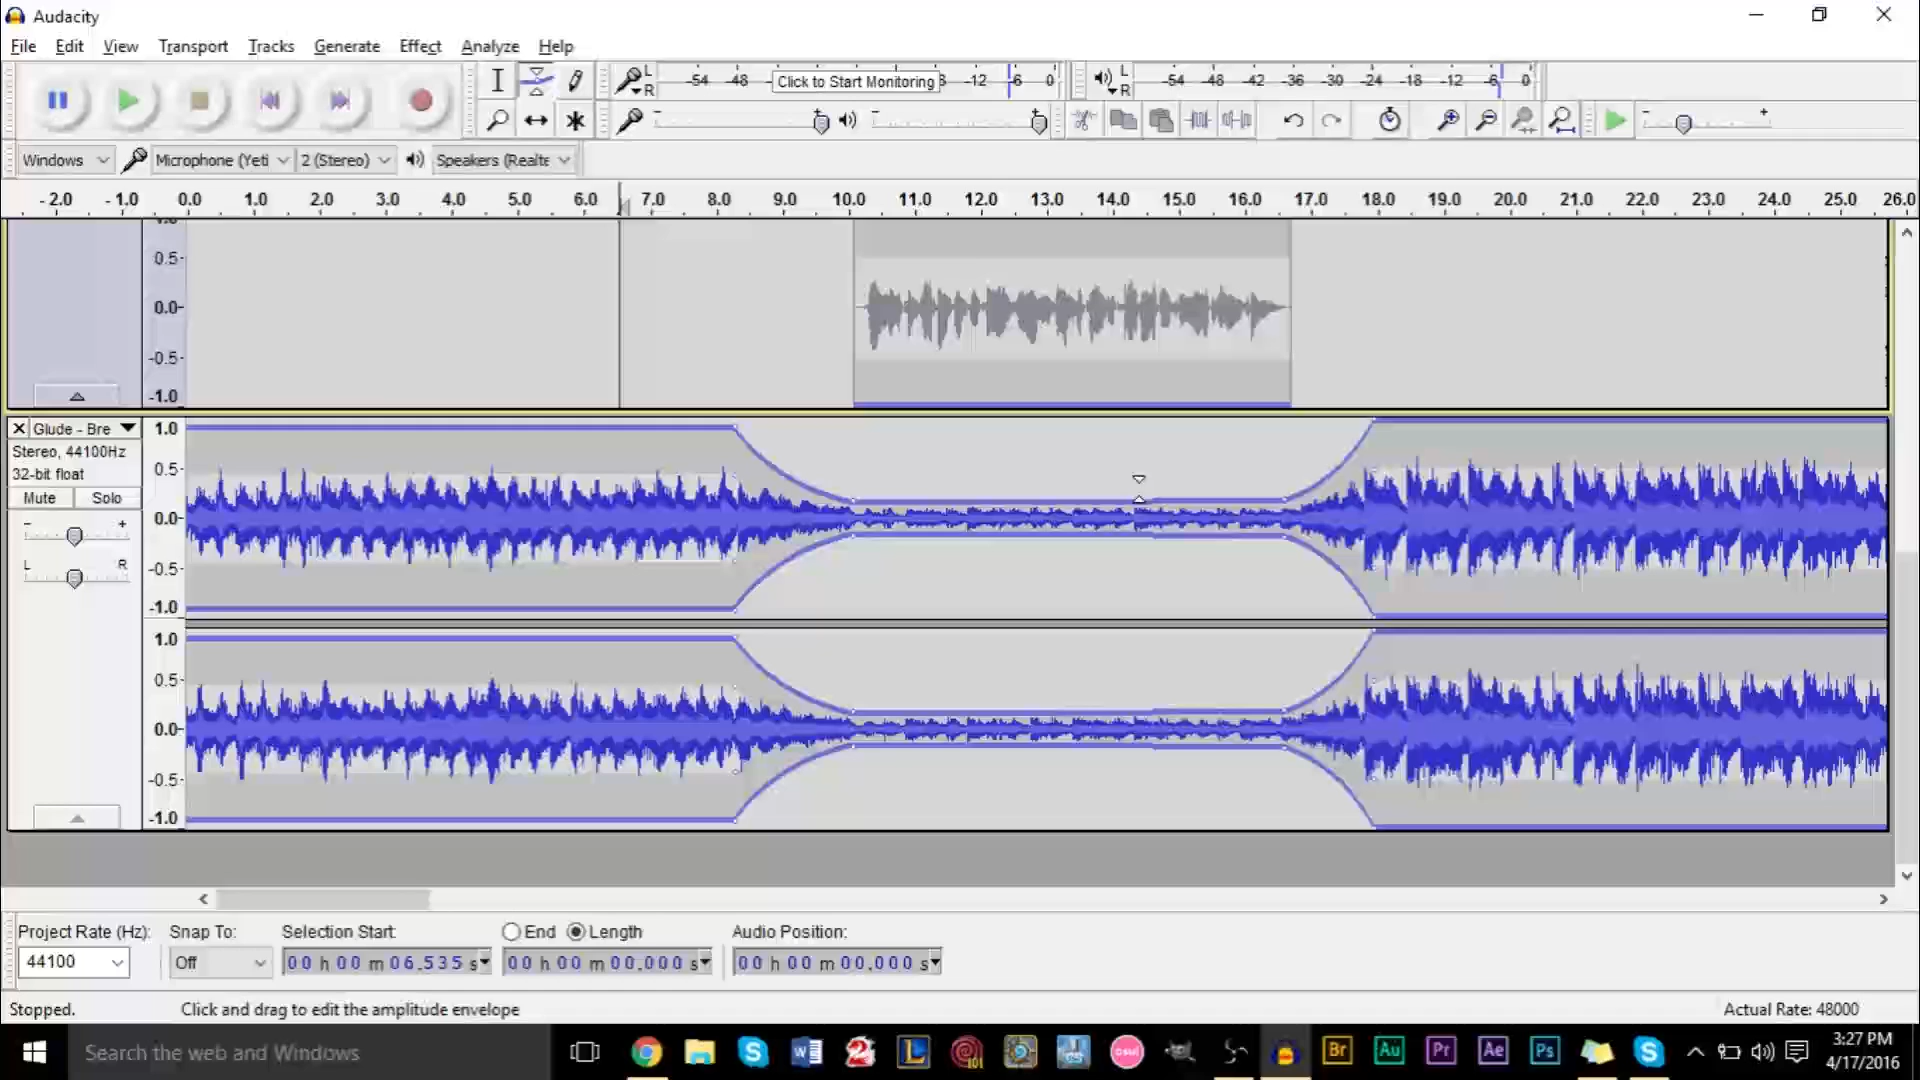 Audacity
File Edit View Transport Tracks Generate Effect Analyze Help
L R -54 -48 Click to Start Monitoring -12 -6 0 L R -54 -48 -42 -36 -30 -24 -18 -12 -6 0
- + - + - +
Windows Microphone (Yeti 2 (Stereo) Speakers (Realte
- 2.0 - 1.0 0.0 1.0 2.0 3.0 4.0 5.0 6.0 7.0 8.0 9.0 10.0 11.0 12.0 13.0 14.0 15.0 16.0 17.0 18.0 19.0 20.0 21.0 22.0 23.0 24.0 25.0 26.0
0.5-
0.0-
-0.5-
-1.0
Glude - Bre 1.0
Stereo, 44100Hz
32-bit float 0.5-
Mute Solo
- + 0.0-
L R -0.5-
-1.0
1.0
0.5-
0.0-
-0.5-
-1.0
Project Rate (Hz): Snap To: Selection Start: End Length Audio Position:
44100 Off 00 h 00 m 06.535 s 00 h 00 m 00.000 s 00 h 00 m 00.000 s
Stopped. Click and drag to edit the amplitude envelope Actual Rate: 48000
Search the web and Windows 101 osu! Br Au Pr Ae Ps 3:27 PM
4/17/2016